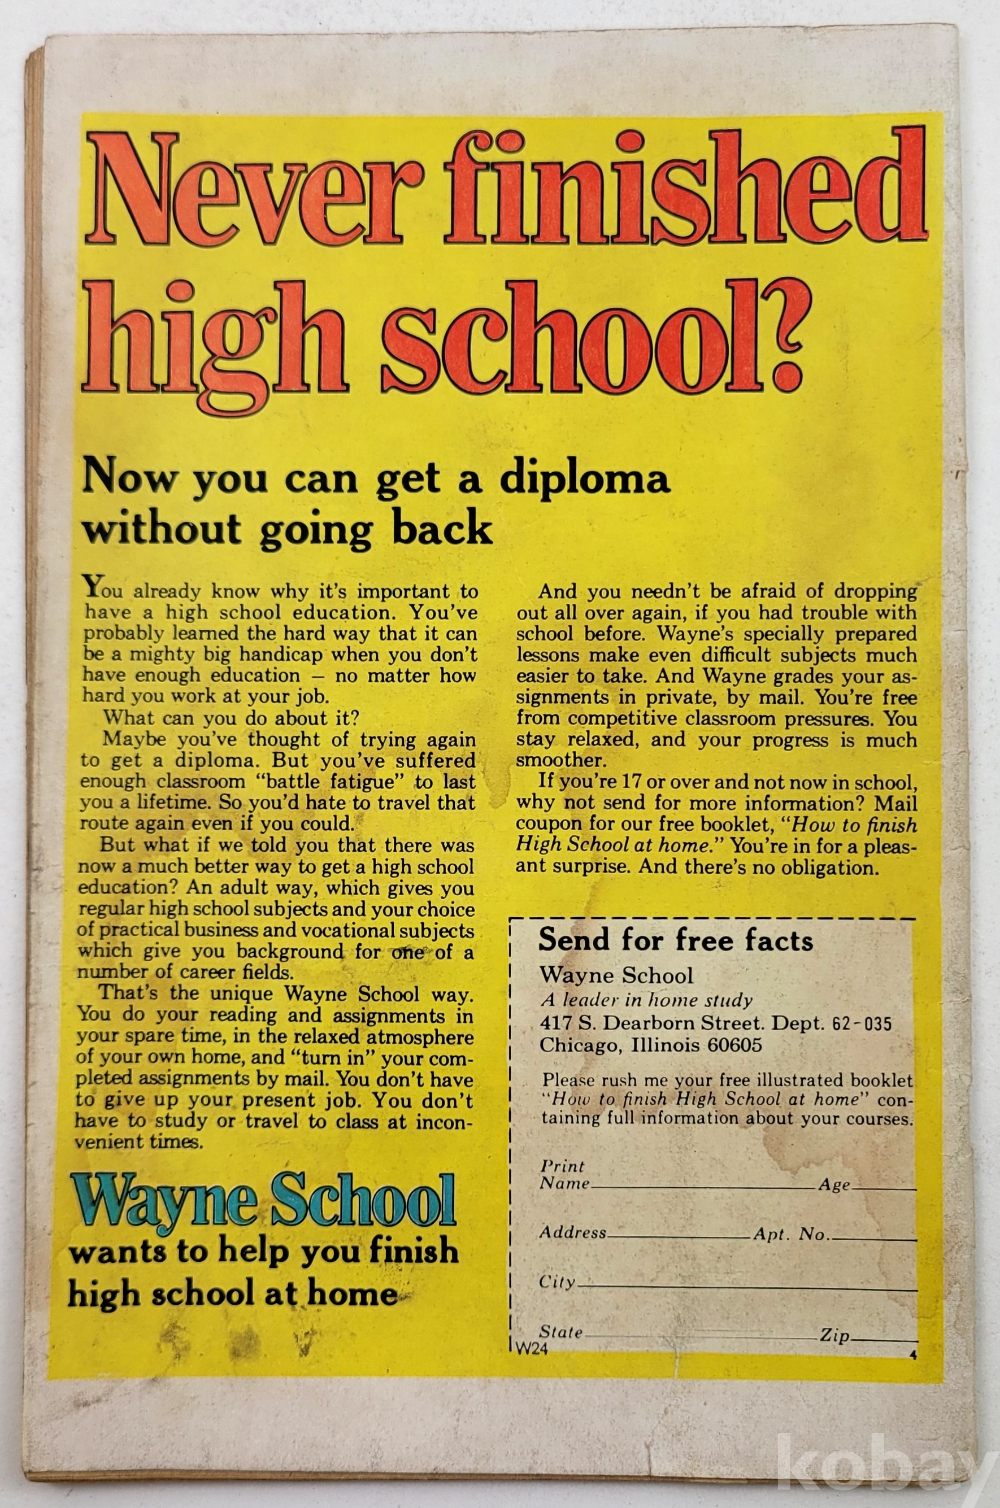 Never finished
high school?
Now you can get a diploma
without going back
You already know why it's important to
have a high school education. You've
probably learned the hard way that it can
be a mighty big handicap when you don't
have enough education — no matter how
hard you work at your job.
What can you do about it?
Maybe you've thought of trying again
to get a diploma. But you've suffered
enough classroom “battle fatigue” to last
you a lifetime. So you'd hate to travel that
route again even if you could.
But what if we told you that there was
now a much better way to get a high school
education? An adult way, which gives you
regular high school subjects and your choice
of practical business and vocational subjects
which give you background for one of a
number of career fields.
That's the unique Wayne School way.
You do your reading and assignments in
your spare time, in the relaxed atmosphere
of your own home, and “turn in” your com-
pleted assignments by mail. You don't have
to give up your present job. You don't
have to study or travel to class at incon-
venient times.
Wayne School
wants to help you finish
high school at home
And you needn't be afraid of dropping
out all over again, if you had trouble with
school before. Wayne's specially prepared
lessons make even difficult subjects much
easier to take. And Wayne grades your as-
signments in private, by mail. You're free
from competitive classroom pressures. You
stay relaxed, and your progress is much
smoother.
If you're 17 or over and not now in school,
why not send for more information? Mail
coupon for our free booklet, “How to finish
High School at home.” You're in for a pleas-
ant surprise. And there's no obligation.
Send for free facts
Wayne School
A leader in home study
417 S. Dearborn Street. Dept. 62-035
Chicago, Illinois 60605
Please rush me your free illustrated booklet
“How to finish High School at home” con-
taining full information about your courses.
Print
Name Age
Address Apt. No.
City
State Zip
W24 4
kobay